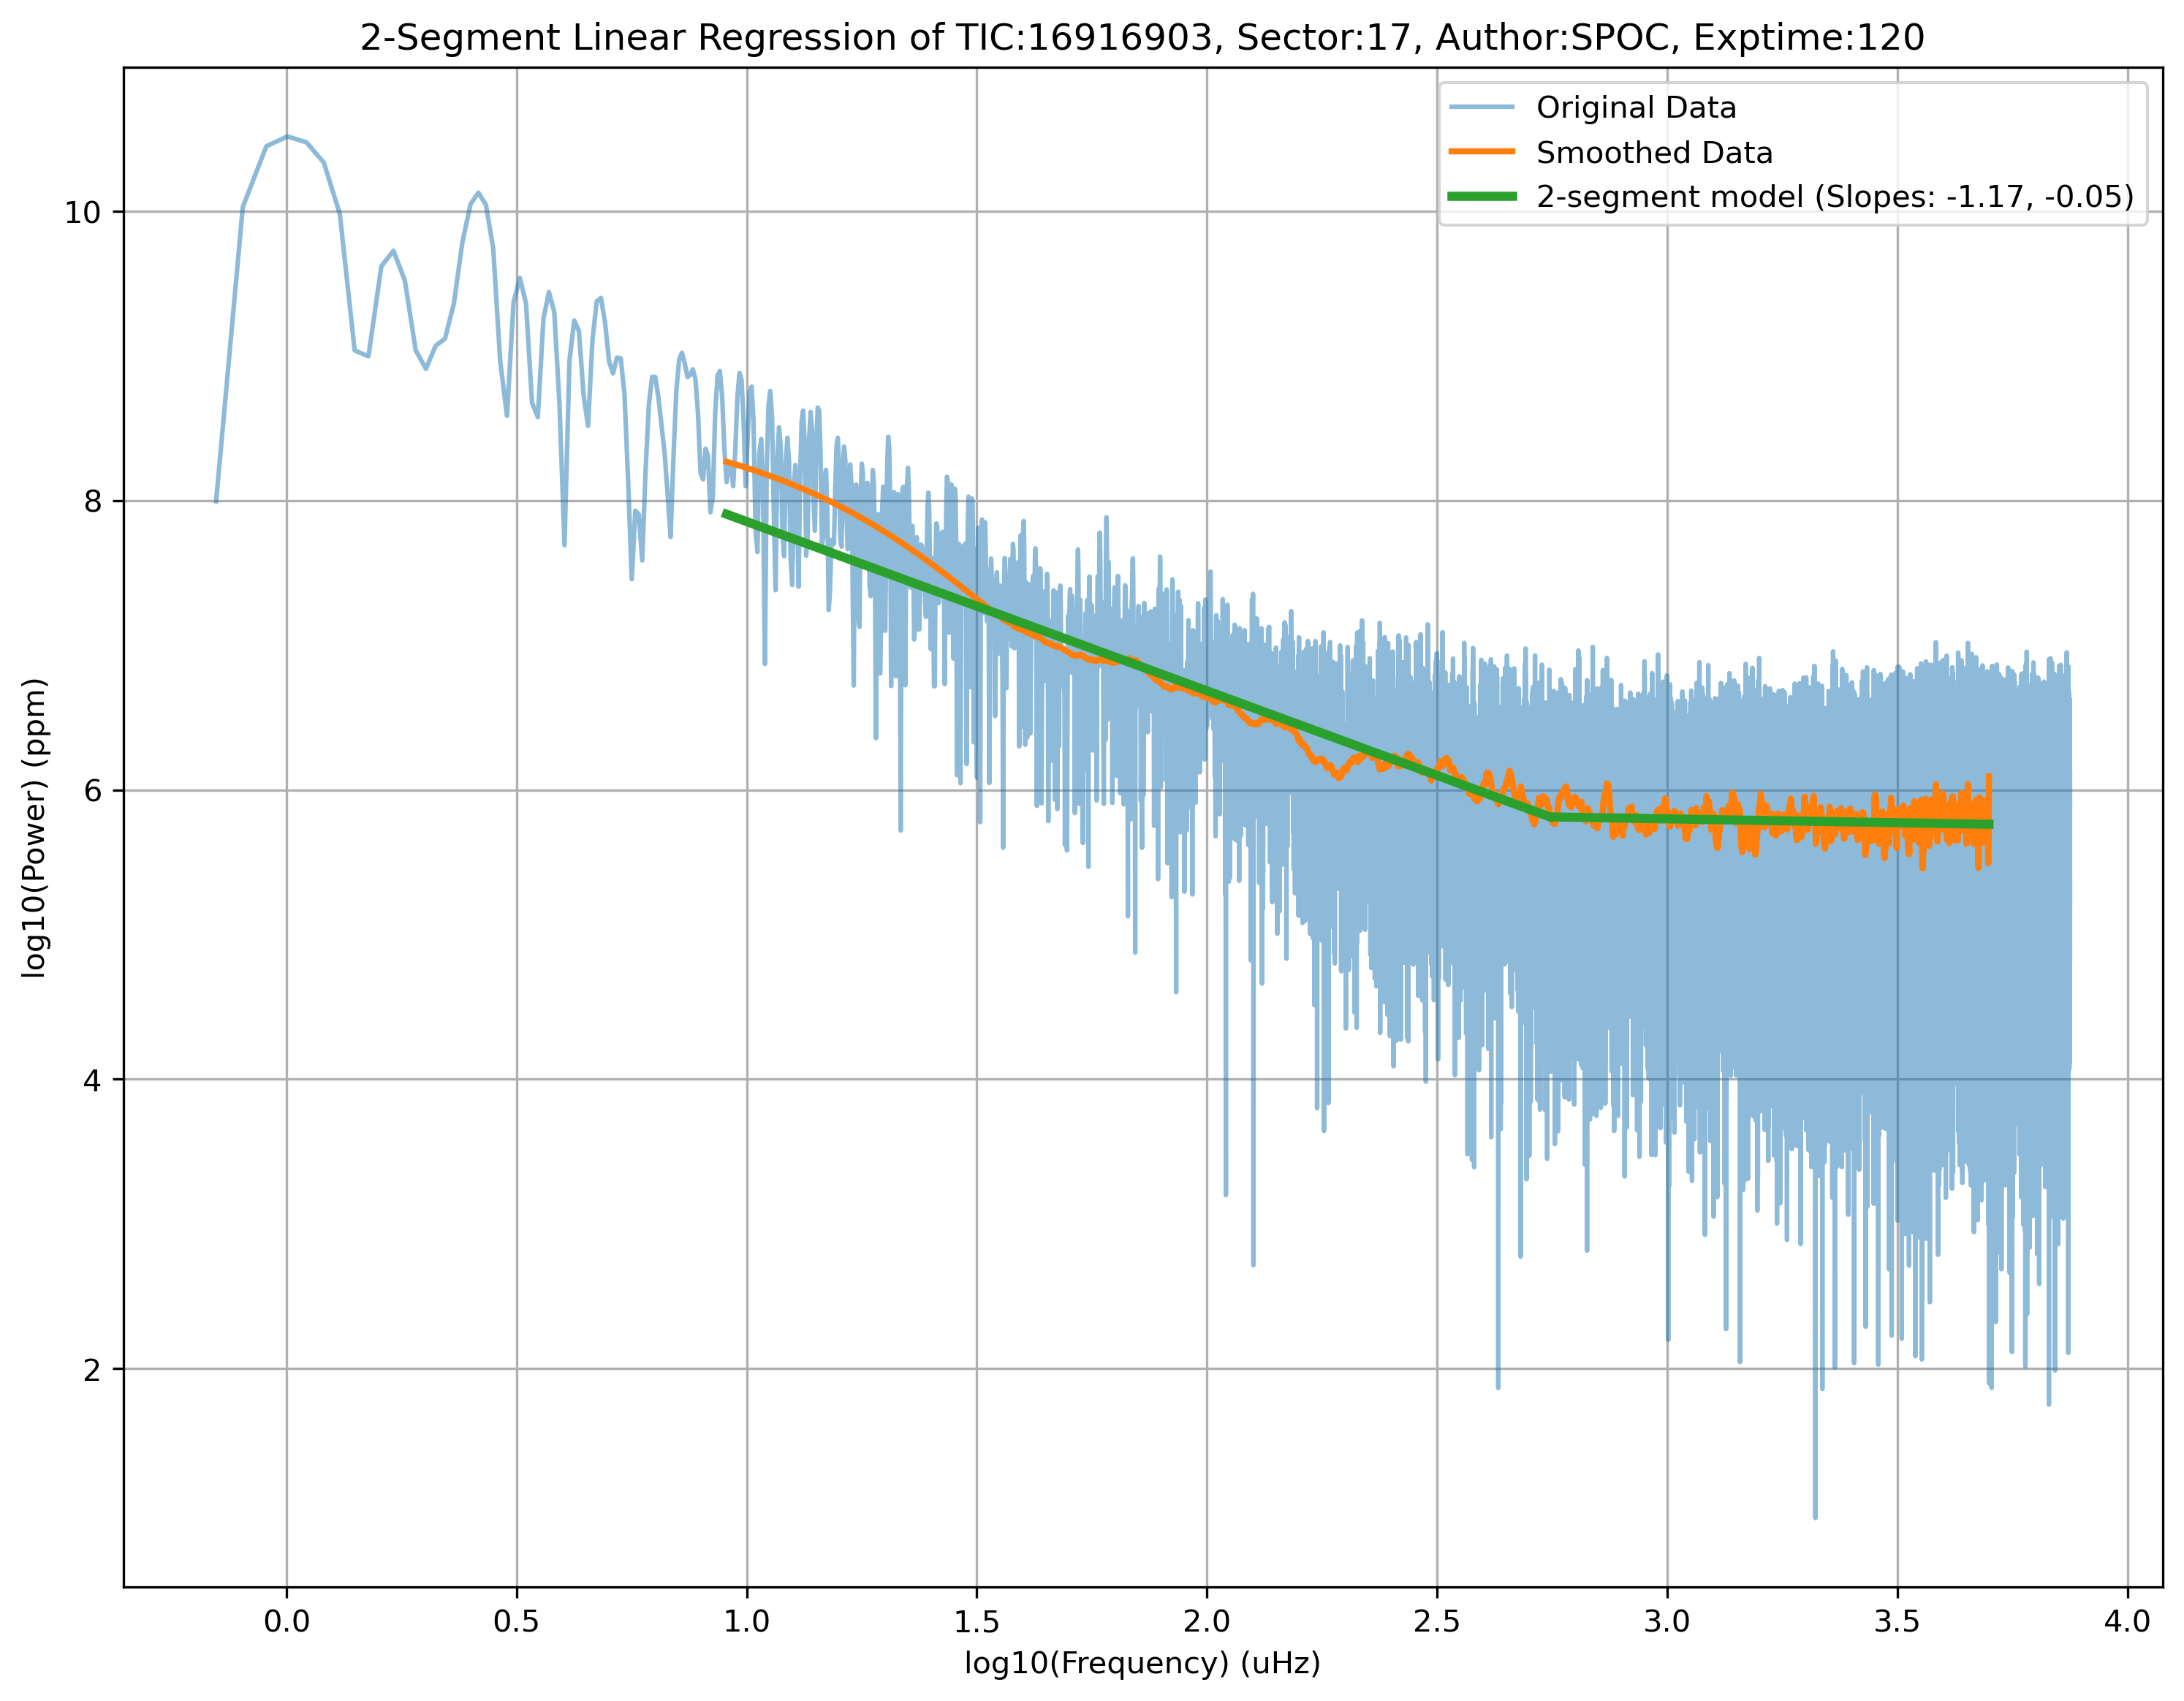 2-Segment Linear Regression of TIC:16916903, Sector:17, Author:SPOC, Exptime:120
Original Data
Smoothed Data
2-segment model (Slopes: -1.17, -0.05)
10
8
6
4
2
log10(Power) (ppm)
0.0 0.5 1.0 1.5 2.0 2.5 3.0 3.5 4.0
log10(Frequency) (uHz)